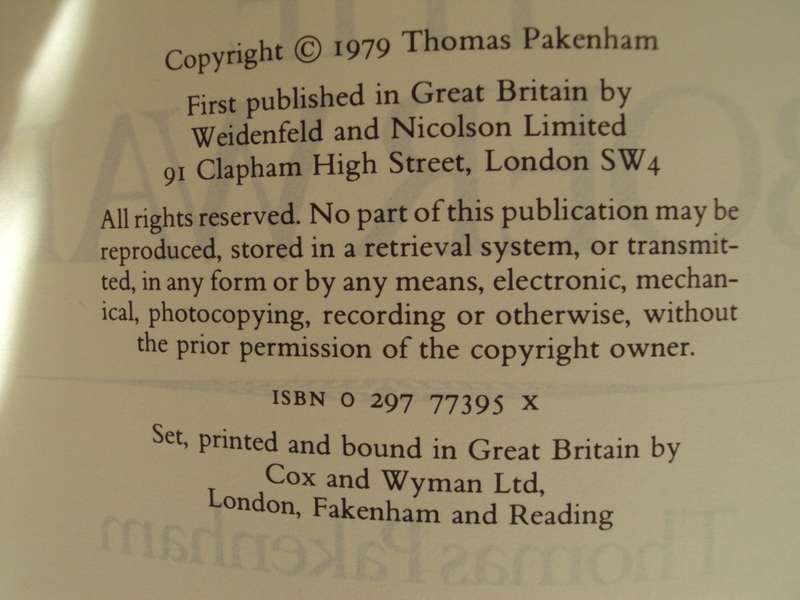 Copyright © 1979 Thomas Pakenham
First published in Great Britain by
Weidenfeld and Nicolson Limited
91 Clapham High Street, London SW4
All rights reserved. No part of this publication may be
reproduced, stored in a retrieval system, or transmit-
ted, in any form or by any means, electronic, mechan-
ical, photocopying, recording or otherwise, without
the prior permission of the copyright owner.
ISBN 0 297 77395 X
Set, printed and bound in Great Britain by
Cox and Wyman Ltd,
London, Fakenham and Reading
Thomas Pakenham